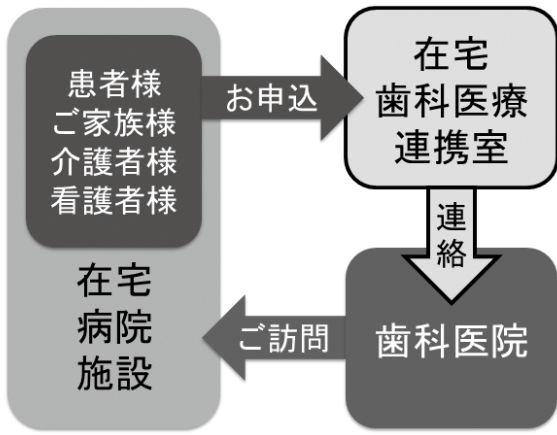 患者様
ご家族様
介護者様
看護者様
在宅
病院
施設
お申込
在宅
歯科医療
連携室
連絡
歯科医院
ご訪問